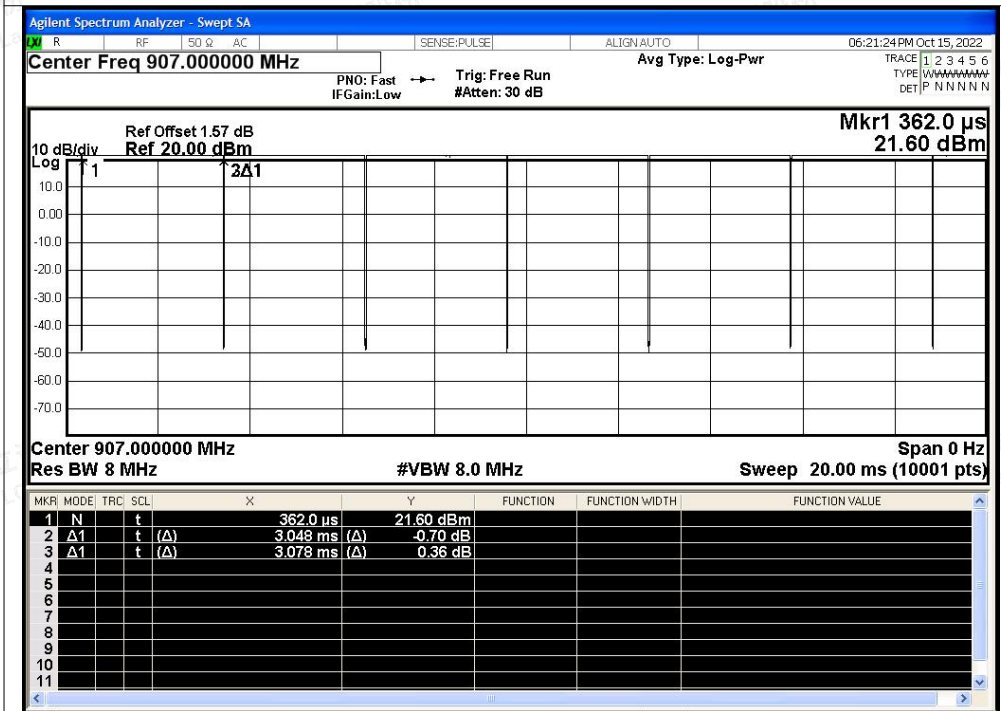 Agilent Spectrum Analyzer - Swept SA
LXI R RF 50 Ω AC SENSE:PULSE ALIGN AUTO 06:21:24 PM Oct 15, 2022
Center Freq 907.000000 MHz Avg Type: Log-Pwr TRACE 1 2 3 4 5 6
PNO: Fast Trig: Free Run TYPE WWWWWW
IFGain:Low #Atten: 30 dB DET P N N N N N
Mkr1 362.0 µs
Ref Offset 1.57 dB
10 dB/div Ref 20.00 dBm 21.60 dBm
Log
1 3Δ1
10.0
0.00
-10.0
-20.0
-30.0
-40.0
-50.0
-60.0
-70.0
Center 907.000000 MHz Span 0 Hz
Res BW 8 MHz #VBW 8.0 MHz Sweep 20.00 ms (10001 pts)
MKR MODE TRC SCL X Y FUNCTION FUNCTION WIDTH FUNCTION VALUE
1 N t 362.0 µs 21.60 dBm
2 Δ1 t (Δ) 3.048 ms (Δ) -0.70 dB
3 Δ1 t (Δ) 3.078 ms (Δ) 0.36 dB
4
5
6
7
8
9
10
11